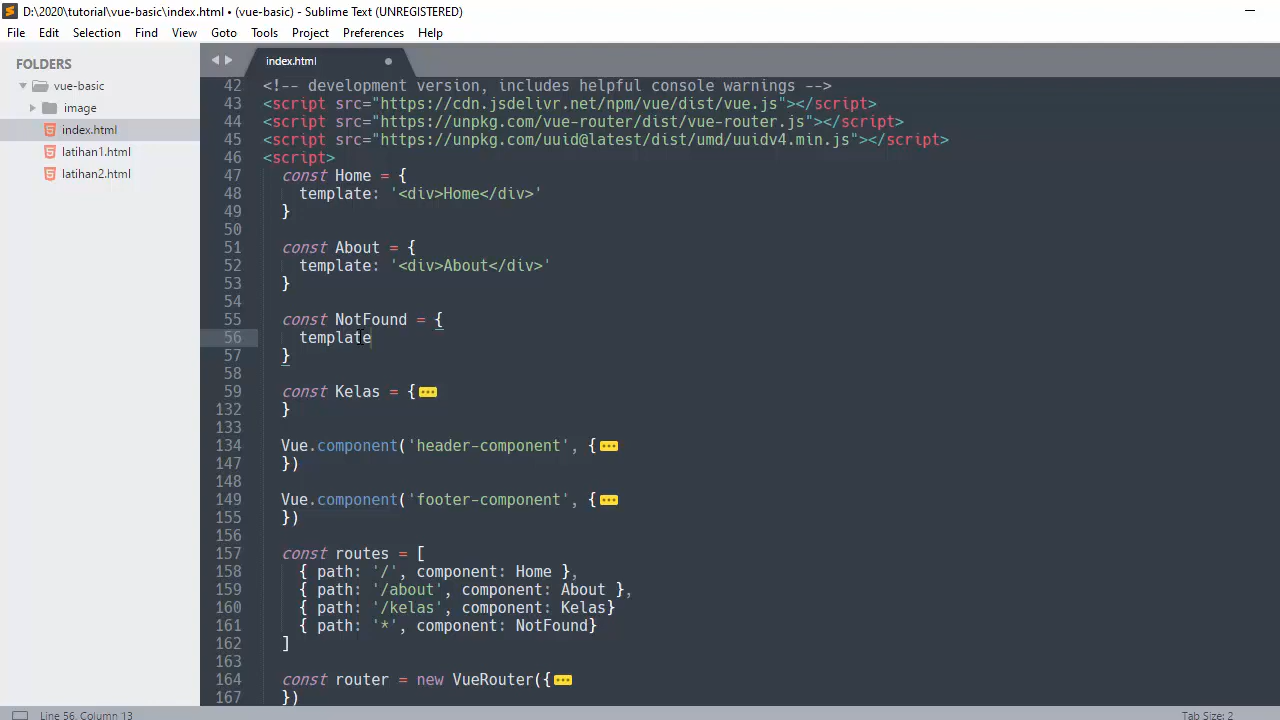 D:\2020\tutorial\vue-basic\index.html • (vue-basic) - Sublime Text (UNREGISTERED)
File Edit Selection Find View Goto Tools Project Preferences Help
FOLDERS
vue-basic
image
index.html
latihan1.html
latihan2.html
index.html
42 <!-- development version, includes helpful console warnings -->
43 <script src="https://cdn.jsdelivr.net/npm/vue/dist/vue.js"></script>
44 <script src="https://unpkg.com/vue-router/dist/vue-router.js"></script>
45 <script src="https://unpkg.com/uuid@latest/dist/umd/uuidv4.min.js"></script>
46 <script>
47 const Home = {
48 template: '<div>Home</div>'
49 }
50
51 const About = {
52 template: '<div>About</div>'
53 }
54
55 const NotFound = {
56 template
57 }
58
59 const Kelas = {
132 }
133
134 Vue.component('header-component', {
147 })
148
149 Vue.component('footer-component', {
155 })
156
157 const routes = [
158 { path: '/', component: Home },
159 { path: '/about', component: About },
160 { path: '/kelas', component: Kelas}
161 { path: '*', component: NotFound}
162 ]
163
164 const router = new VueRouter({
167 })
Line 56, Column 13
Tab Size: 2